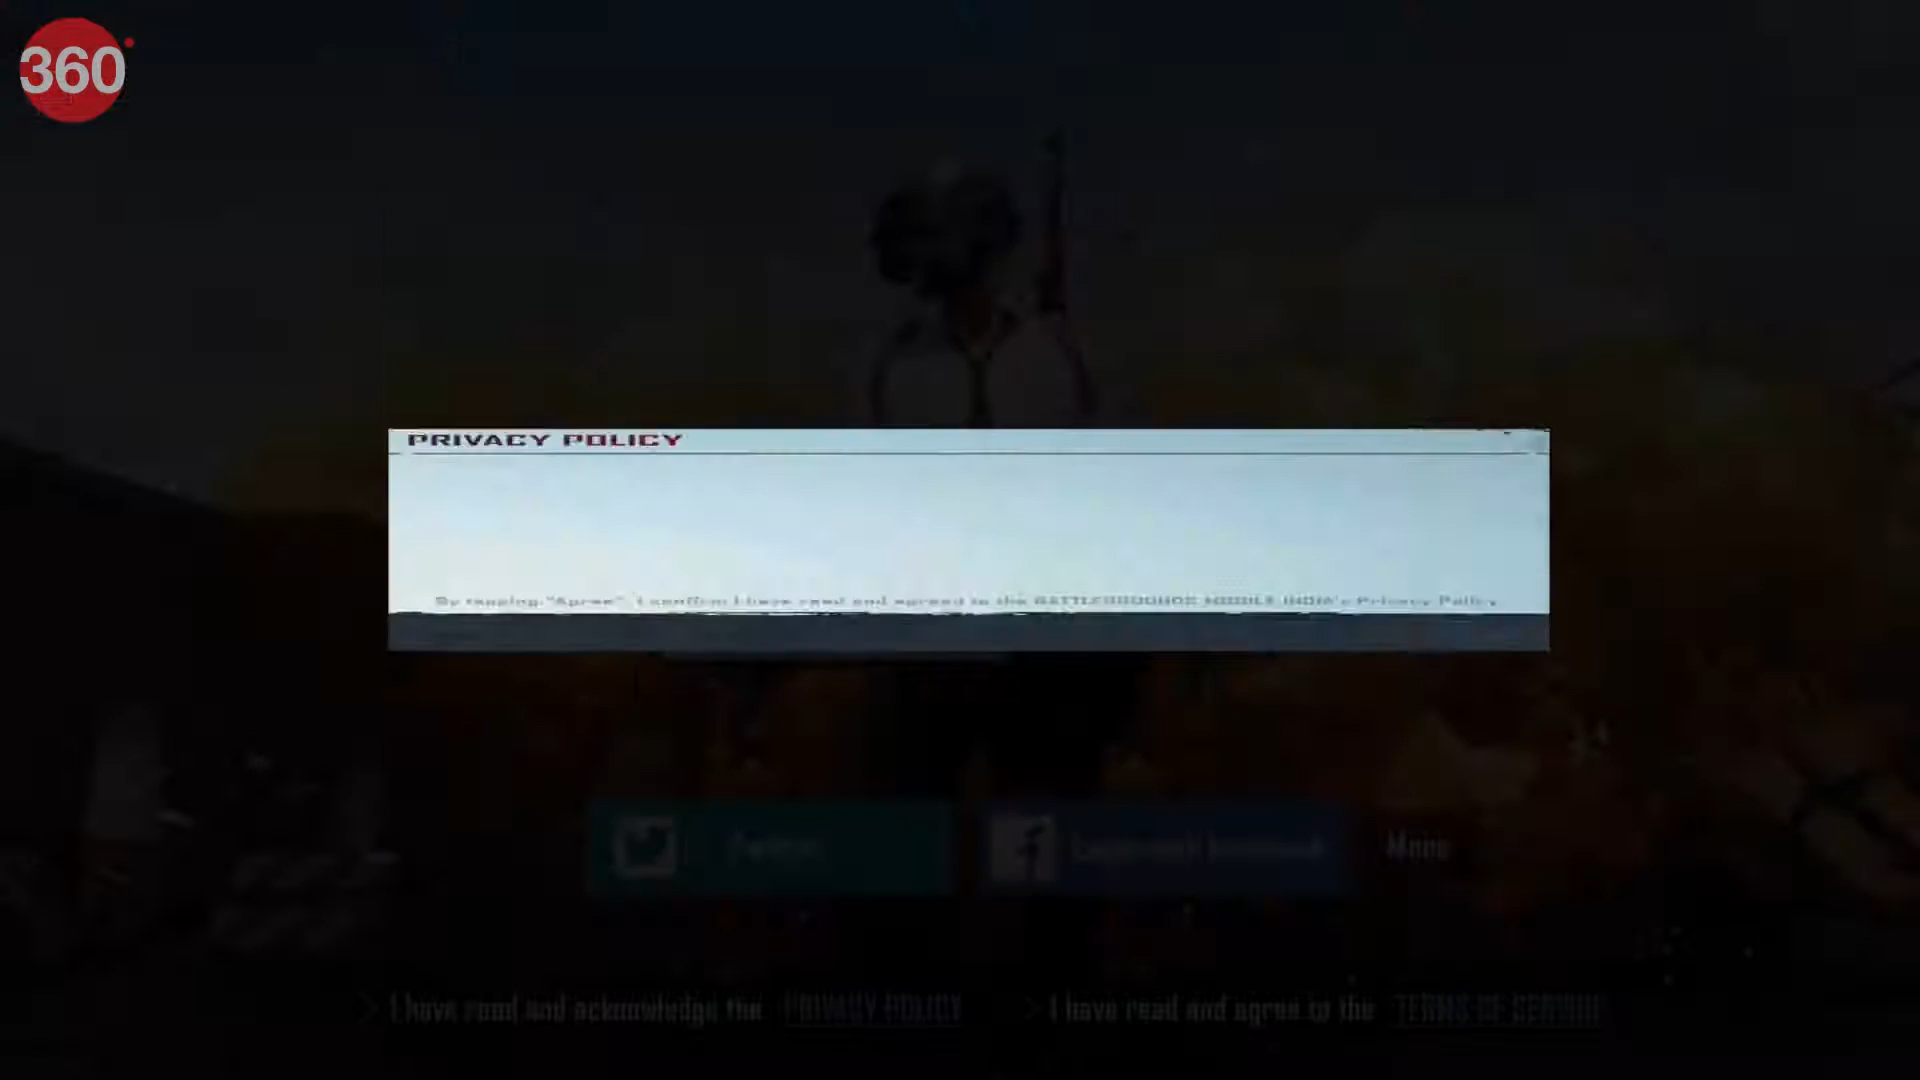 360
PRIVACY POLICY
By tapping "Agree", I confirm I have read and agreed to the BATTLEGROUNDS MOBILE INDIA's Privacy Policy
Twitter
More
I have read and acknowledge the PRIVACY POLICY
I have read and agree to the TERMS OF SERVICE